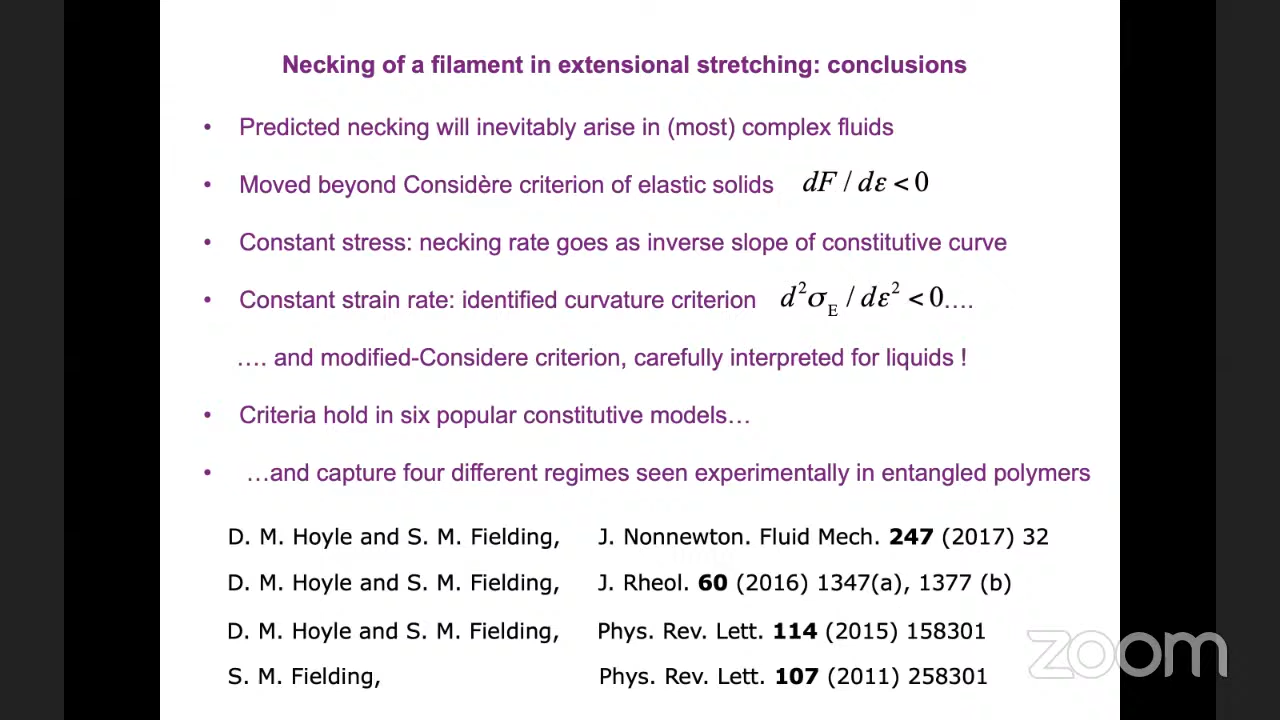 Necking of a filament in extensional stretching: conclusions
• Predicted necking will inevitably arise in (most) complex fluids
• Moved beyond Considère criterion of elastic solids dF / dε < 0
• Constant stress: necking rate goes as inverse slope of constitutive curve
• Constant strain rate: identified curvature criterion d²σ_E / dε² < 0….
…. and modified-Considere criterion, carefully interpreted for liquids !
• Criteria hold in six popular constitutive models…
• …and capture four different regimes seen experimentally in entangled polymers
D. M. Hoyle and S. M. Fielding, J. Nonnewton. Fluid Mech. 247 (2017) 32
D. M. Hoyle and S. M. Fielding, J. Rheol. 60 (2016) 1347(a), 1377 (b)
D. M. Hoyle and S. M. Fielding, Phys. Rev. Lett. 114 (2015) 158301
S. M. Fielding, Phys. Rev. Lett. 107 (2011) 258301
zoom